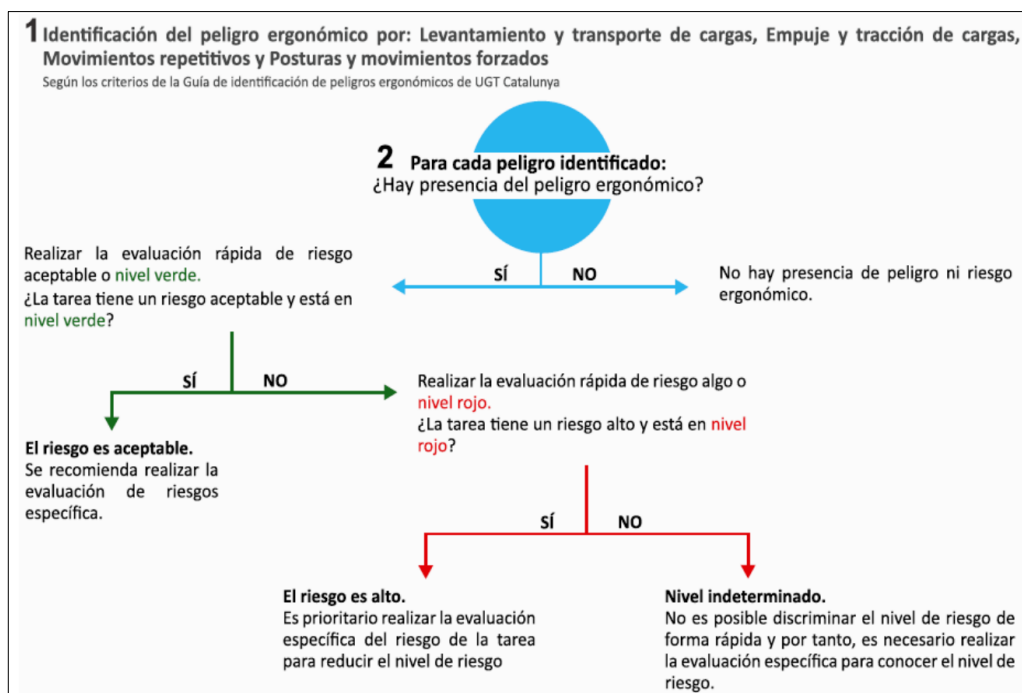 1 Identificación del peligro ergonómico por: Levantamiento y transporte de cargas, Empuje y tracción de cargas,
Movimientos repetitivos y Posturas y movimientos forzados
Según los criterios de la Guía de identificación de peligros ergonómicos de UGT Catalunya
2 Para cada peligro identificado:
¿Hay presencia del peligro ergonómico?
Realizar la evaluación rápida de riesgo
aceptable o nivel verde.
¿La tarea tiene un riesgo aceptable y está en
nivel verde?
SÍ NO
No hay presencia de peligro ni riesgo
ergonómico.
SÍ NO
El riesgo es aceptable.
Se recomienda realizar la
evaluación de riesgos
específica.
Realizar la evaluación rápida de riesgo algo o
nivel rojo.
¿La tarea tiene un riesgo alto y está en nivel
rojo?
SÍ NO
El riesgo es alto.
Es prioritario realizar la evaluación
específica del riesgo de la tarea
para reducir el nivel de riesgo
Nivel indeterminado.
No es posible discriminar el nivel de riesgo de
forma rápida y por tanto, es necesario realizar
la evaluación específica para conocer el nivel de
riesgo.